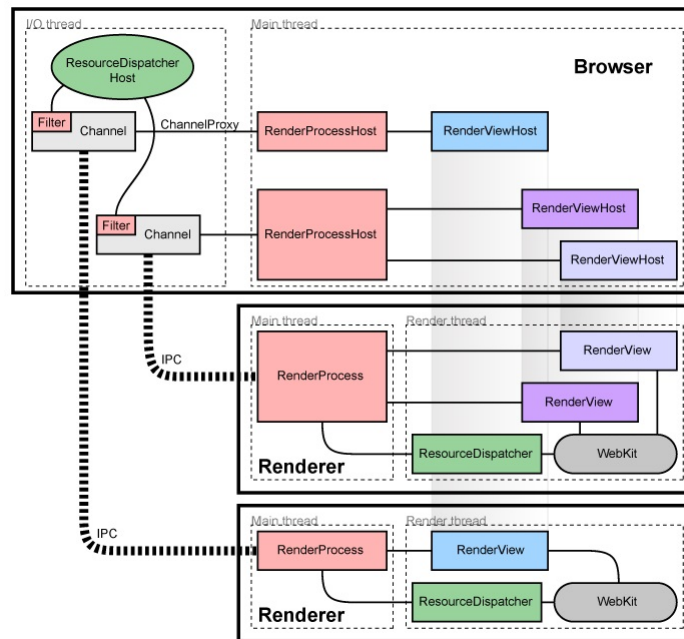 I/O thread
Main thread
ResourceDispatcher
Host
Browser
Filter
Channel
ChannelProxy
RenderProcessHost
RenderViewHost
Filter
Channel
RenderProcessHost
RenderViewHost
RenderViewHost
Main thread
Render thread
IPC
RenderProcess
RenderView
RenderView
Renderer
ResourceDispatcher
WebKit
Main thread
Render thread
IPC
RenderProcess
RenderView
Renderer
ResourceDispatcher
WebKit